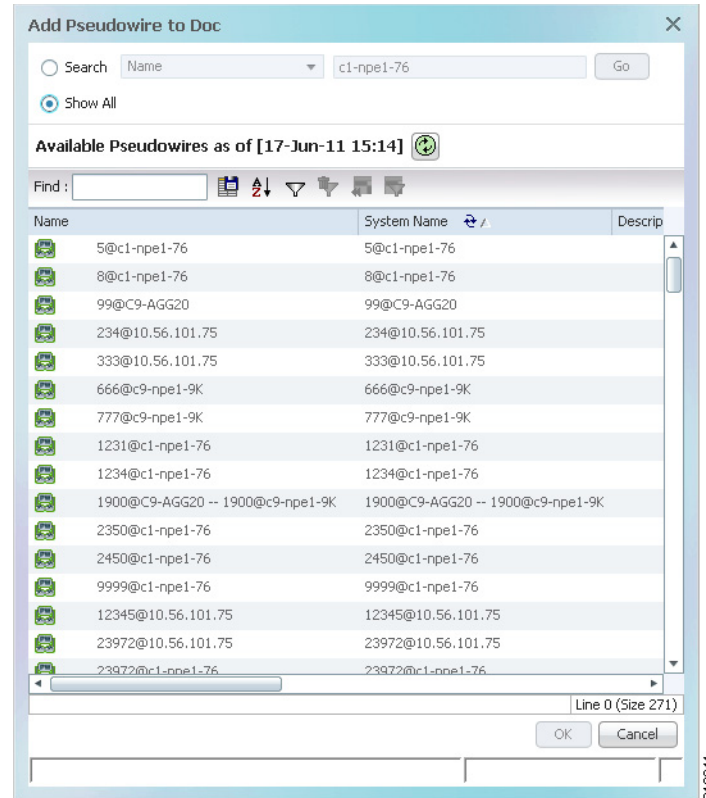 Add Pseudowire to Doc
Search Name c1-npe1-76 Go
Show All
Available Pseudowires as of [17-Jun-11 15:14]
Find :
Name System Name Descrip
5@c1-npe1-76 5@c1-npe1-76
8@c1-npe1-76 8@c1-npe1-76
99@C9-AGG20 99@C9-AGG20
234@10.56.101.75 234@10.56.101.75
333@10.56.101.75 333@10.56.101.75
666@c9-npe1-9K 666@c9-npe1-9K
777@c9-npe1-9K 777@c9-npe1-9K
1231@c1-npe1-76 1231@c1-npe1-76
1234@c1-npe1-76 1234@c1-npe1-76
1900@C9-AGG20 -- 1900@c9-npe1-9K 1900@C9-AGG20 -- 1900@c9-npe1-9K
2350@c1-npe1-76 2350@c1-npe1-76
2450@c1-npe1-76 2450@c1-npe1-76
9999@c1-npe1-76 9999@c1-npe1-76
12345@10.56.101.75 12345@10.56.101.75
23972@10.56.101.75 23972@10.56.101.75
23972@c1-npe1-76 23972@c1-npe1-76
Line 0 (Size 271)
OK Cancel